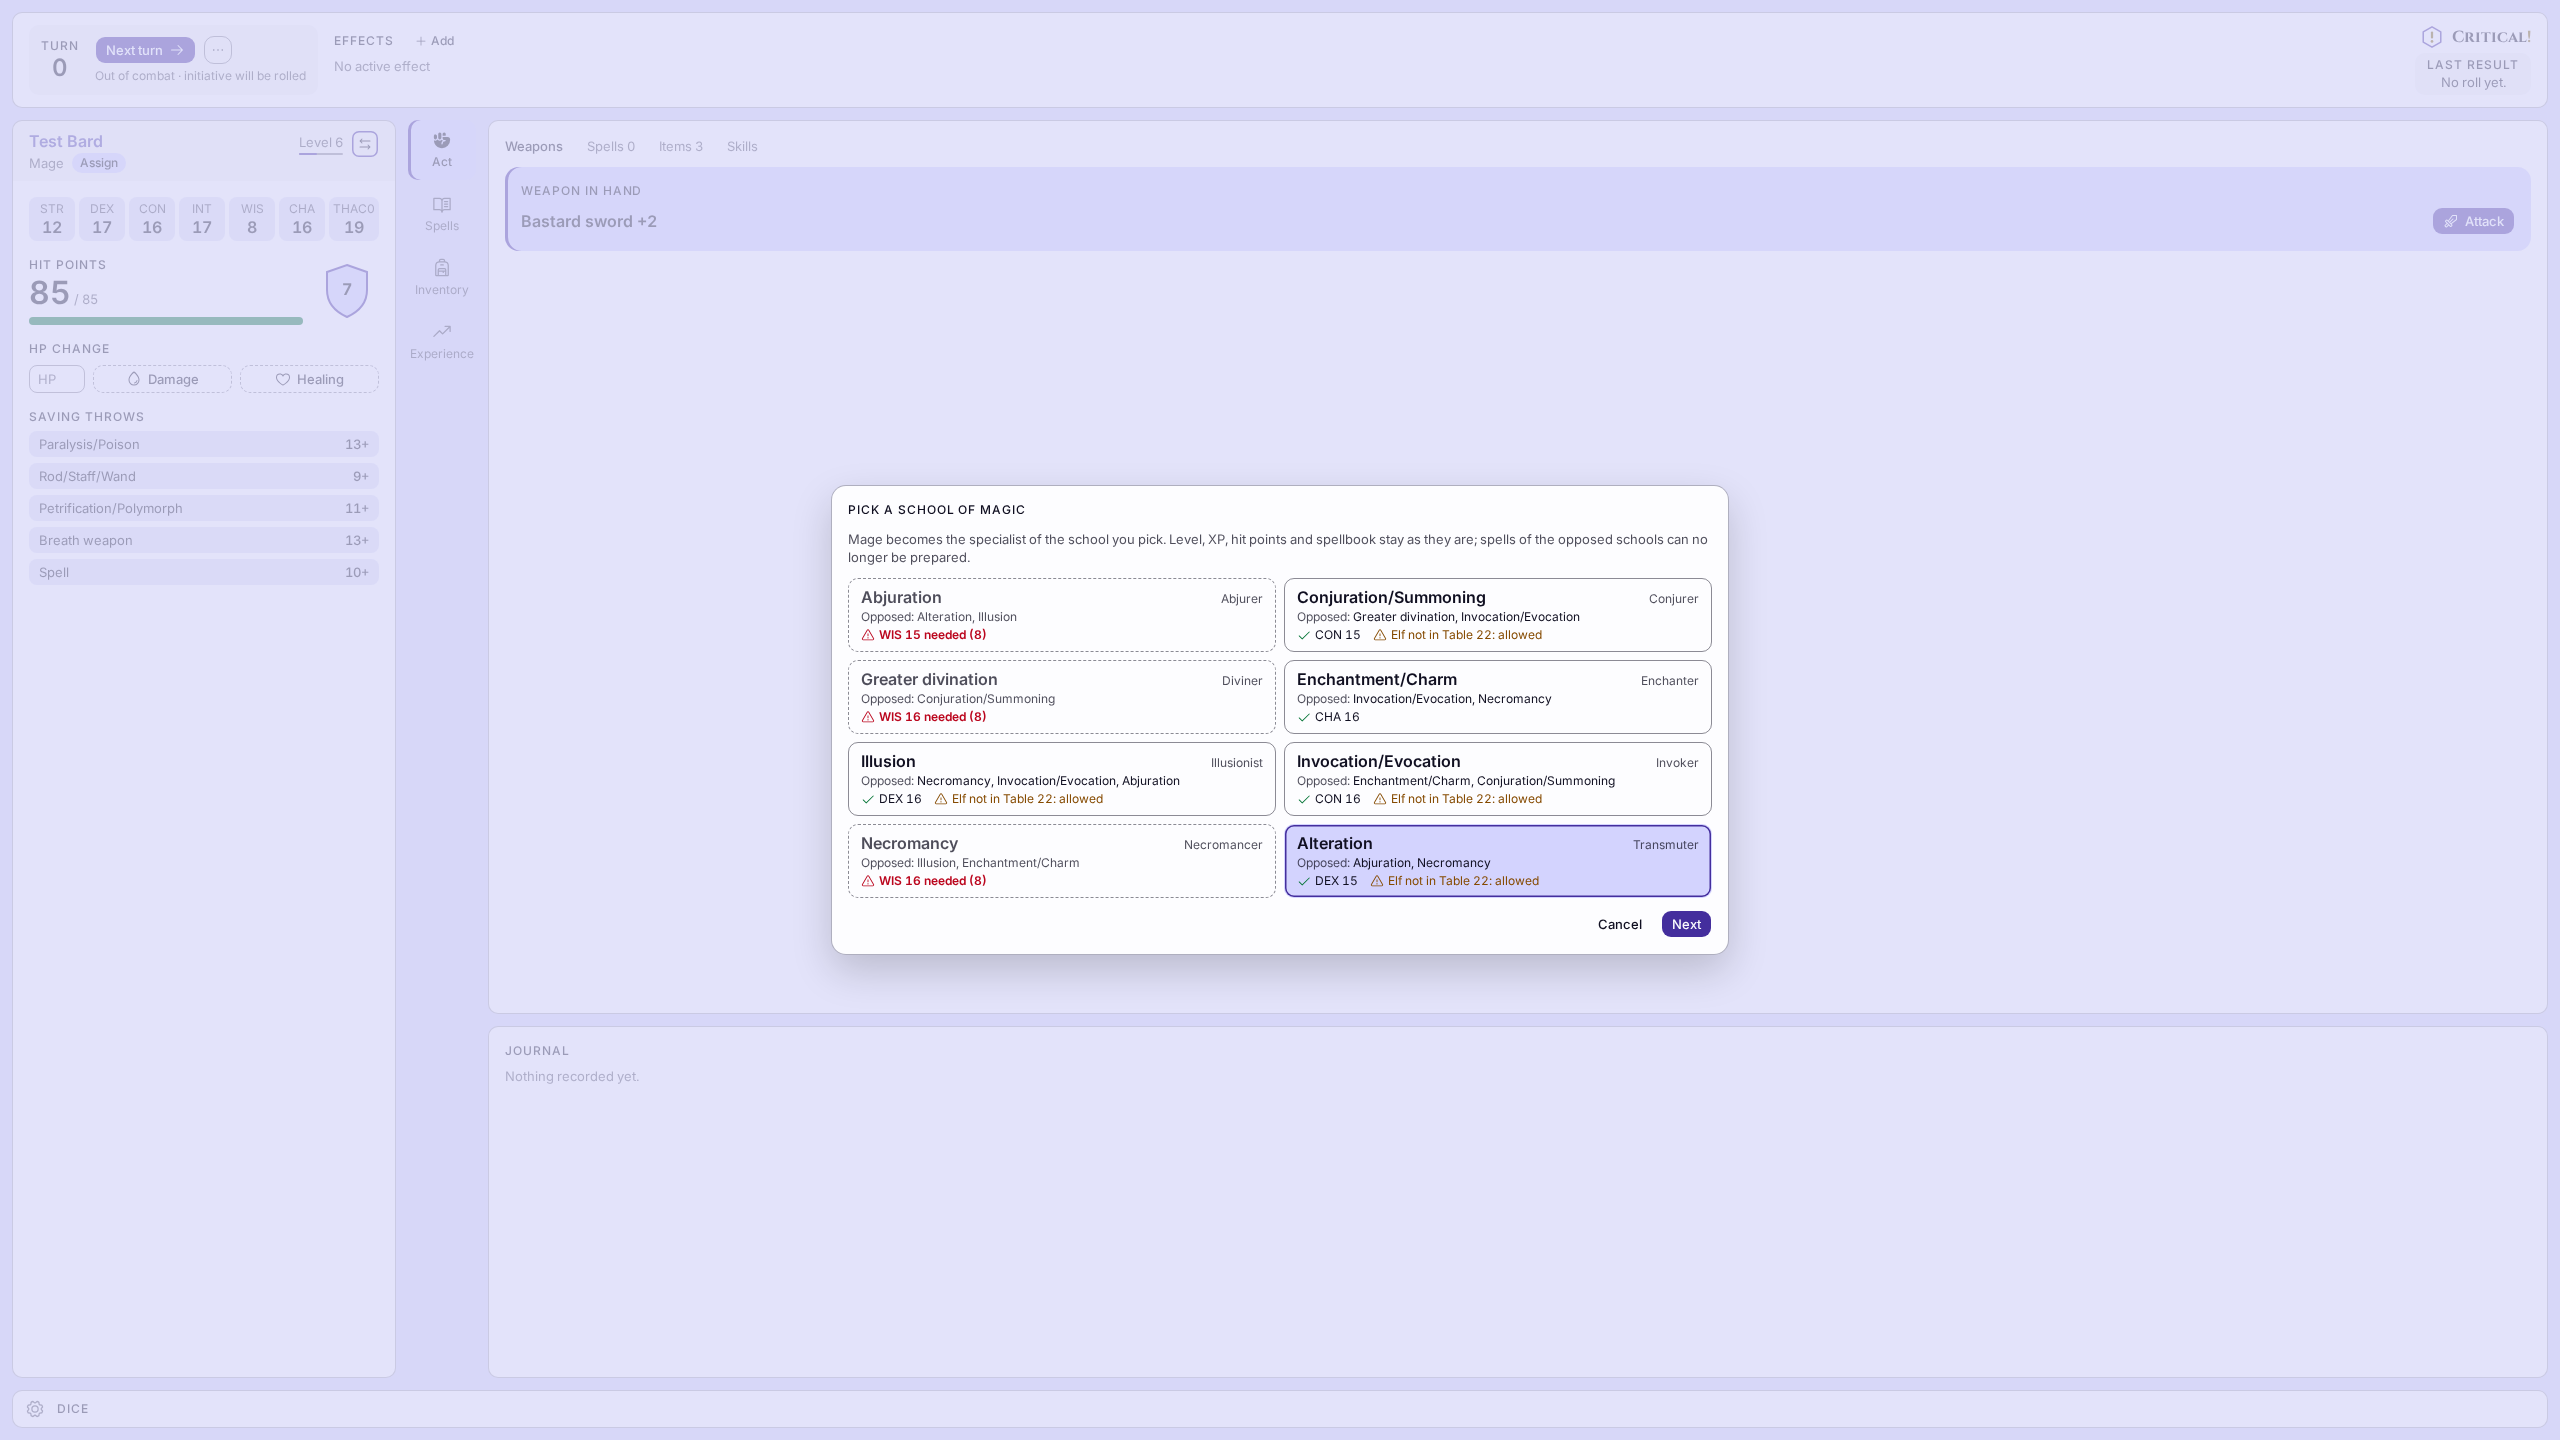 TURN
0
Next turn
Out of combat · initiative will be rolled
EFFECTS
Add
No active effect
CRITICAL!
LAST RESULT
No roll yet.
Test Bard
Level 6
Mage
Assign
STR
12
DEX
17
CON
16
INT
17
WIS
8
CHA
16
THAC0
19
HIT POINTS
85 / 85
7
HP CHANGE
HP
Damage
Healing
SAVING THROWS
Paralysis/Poison 13+
Rod/Staff/Wand 9+
Petrification/Polymorph 11+
Breath weapon 13+
Spell 10+
Act
Spells
Inventory
Experience
Weapons Spells 0 Items 3 Skills
WEAPON IN HAND
Bastard sword +2
Attack
PICK A SCHOOL OF MAGIC
Mage becomes the specialist of the school you pick. Level, XP, hit points and spellbook stay as they are; spells of the opposed schools can no
longer be prepared.
Abjuration Abjurer
Opposed: Alteration, Illusion
WIS 15 needed (8)
Conjuration/Summoning Conjurer
Opposed: Greater divination, Invocation/Evocation
CON 15 Elf not in Table 22: allowed
Greater divination Diviner
Opposed: Conjuration/Summoning
WIS 16 needed (8)
Enchantment/Charm Enchanter
Opposed: Invocation/Evocation, Necromancy
CHA 16
Illusion Illusionist
Opposed: Necromancy, Invocation/Evocation, Abjuration
DEX 16 Elf not in Table 22: allowed
Invocation/Evocation Invoker
Opposed: Enchantment/Charm, Conjuration/Summoning
CON 16 Elf not in Table 22: allowed
Necromancy Necromancer
Opposed: Illusion, Enchantment/Charm
WIS 16 needed (8)
Alteration Transmuter
Opposed: Abjuration, Necromancy
DEX 15 Elf not in Table 22: allowed
Cancel
Next
JOURNAL
Nothing recorded yet.
DICE